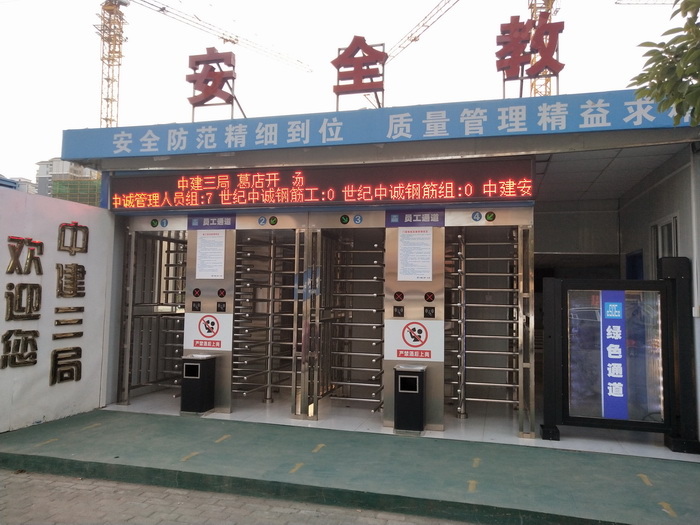 安全教
安全防范精细到位 质量管理精益求
中建三局 葛店开 汤
中诚管理人员组:7 世纪中诚钢筋工:0 世纪中诚钢筋组:0 中建安
1
员工通道
2
3
员工通道
4
中建三局
欢迎您
严禁酒后上岗
严禁酒后上岗
绿色通道